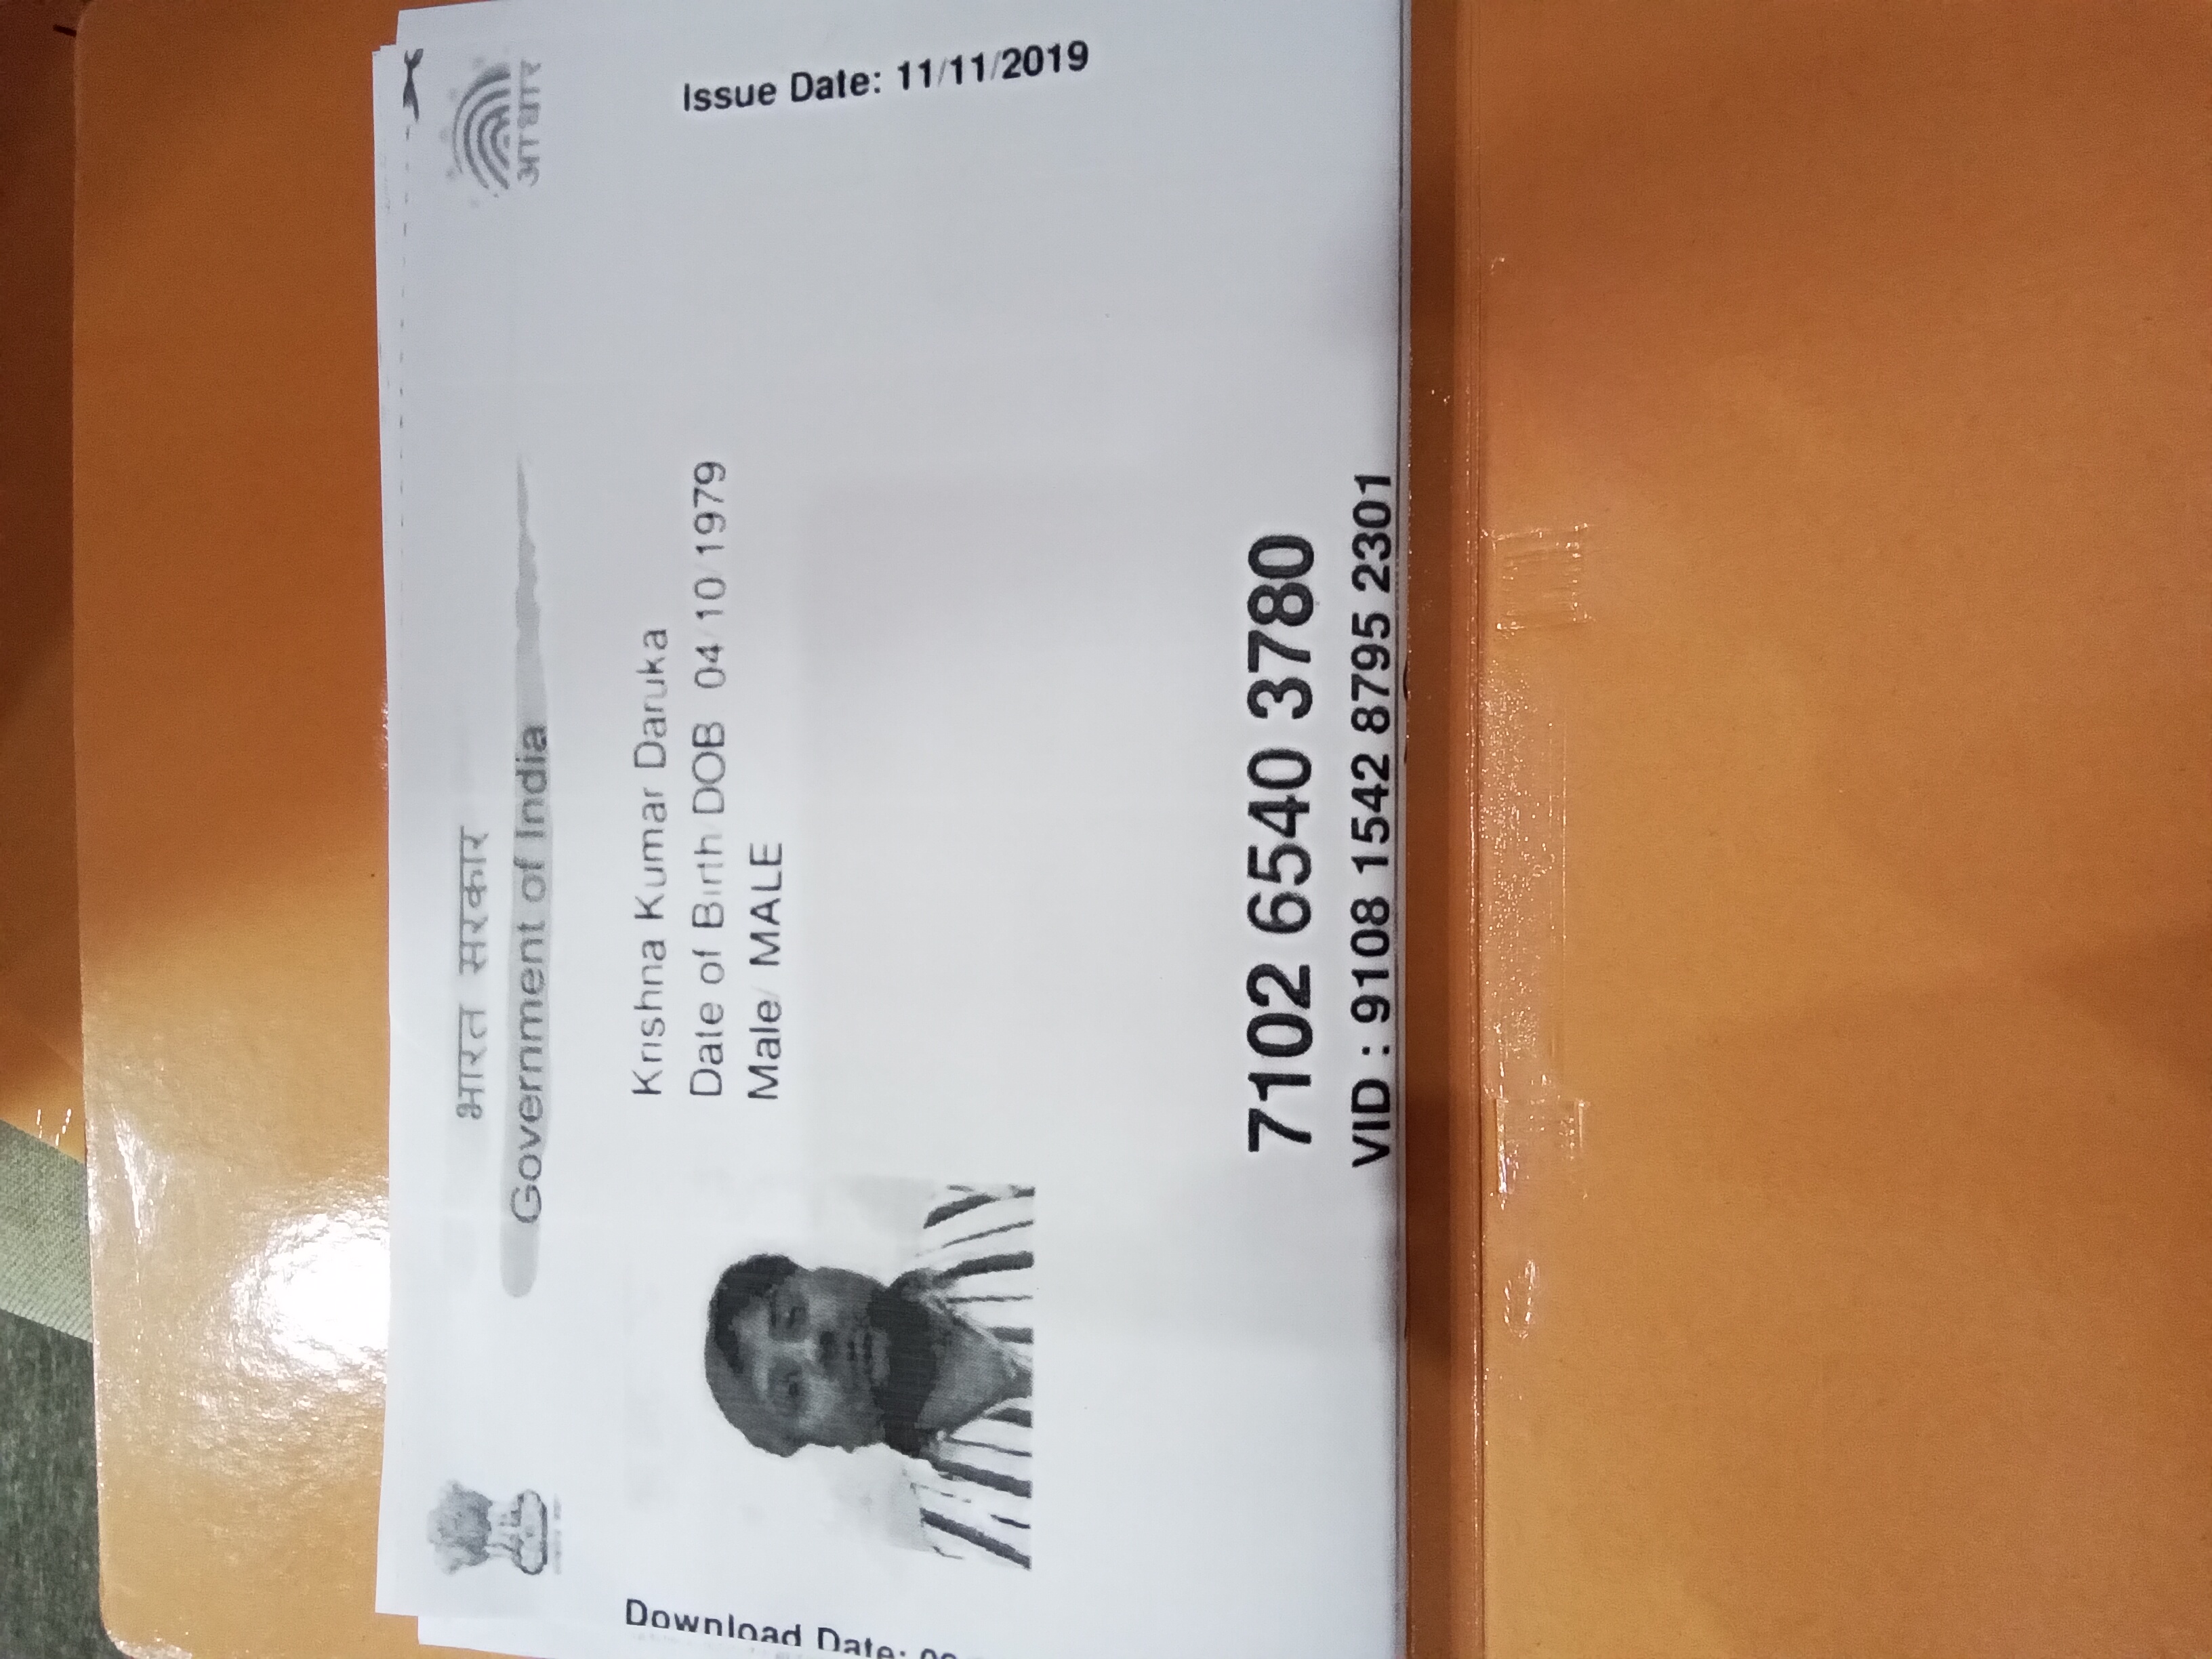 भारत सरकार
Government of India
आधार
Issue Date: 11/11/2019
Krishna Kumar Daruka
Date of Birth DOB 04/10/1979
Male/ MALE
Download Date:
7102 6540 3780
VID : 9108 1542 8795 2301